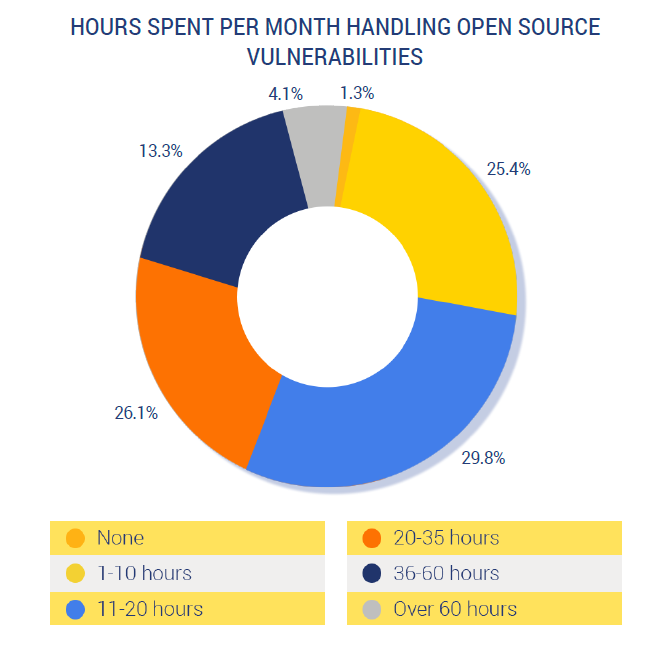 HOURS SPENT PER MONTH HANDLING OPEN SOURCE
VULNERABILITIES
4.1%
1.3%
13.3%
25.4%
26.1%
29.8%
None
20-35 hours
1-10 hours
36-60 hours
11-20 hours
Over 60 hours